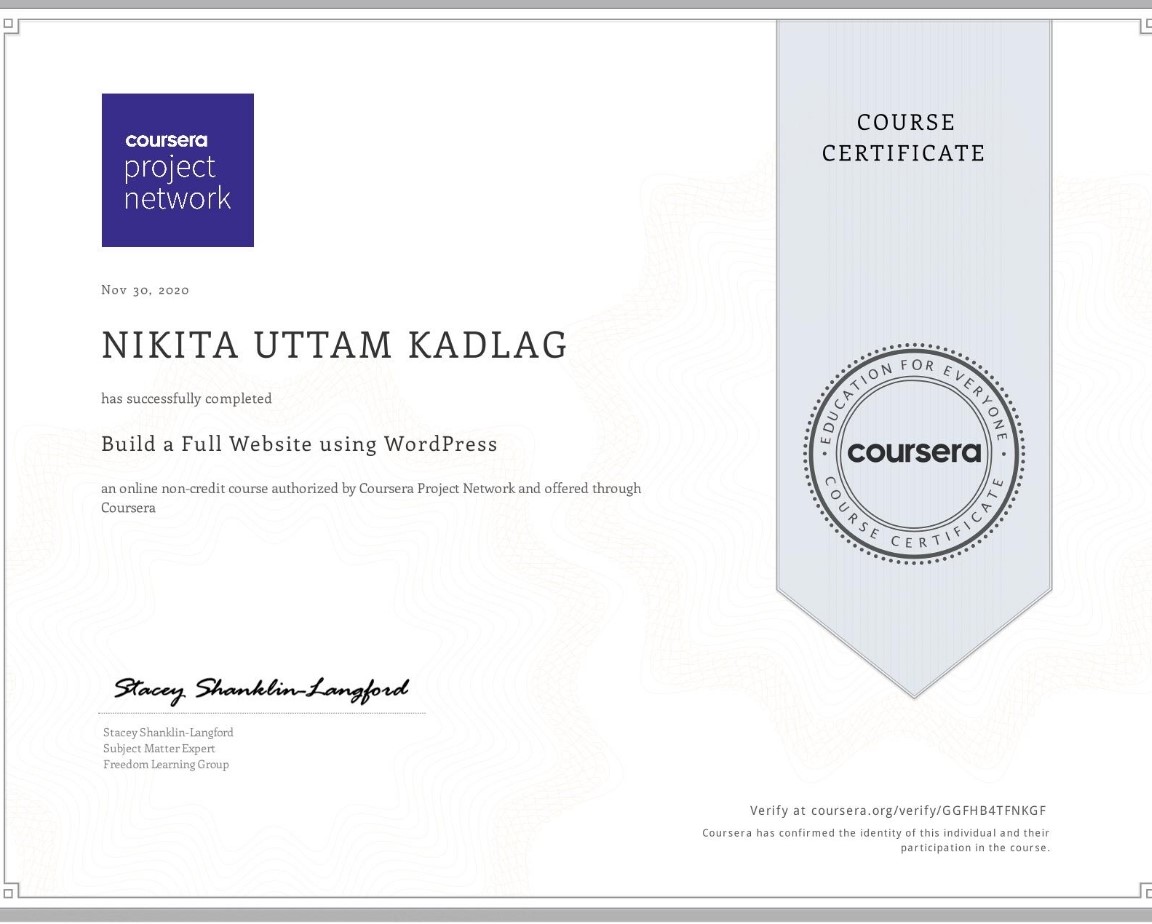 coursera
project
network
COURSE
CERTIFICATE
Nov 30, 2020
NIKITA UTTAM KADLAG
has successfully completed
Build a Full Website using WordPress
an online non-credit course authorized by Coursera Project Network and offered through
Coursera
EDUCATION FOR EVERYONE
coursera
COURSE CERTIFICATE
Stacey Shanklin-Langford
Stacey Shanklin-Langford
Subject Matter Expert
Freedom Learning Group
Verify at coursera.org/verify/GGFHB4TFNKGF
Coursera has confirmed the identity of this individual and their
participation in the course.